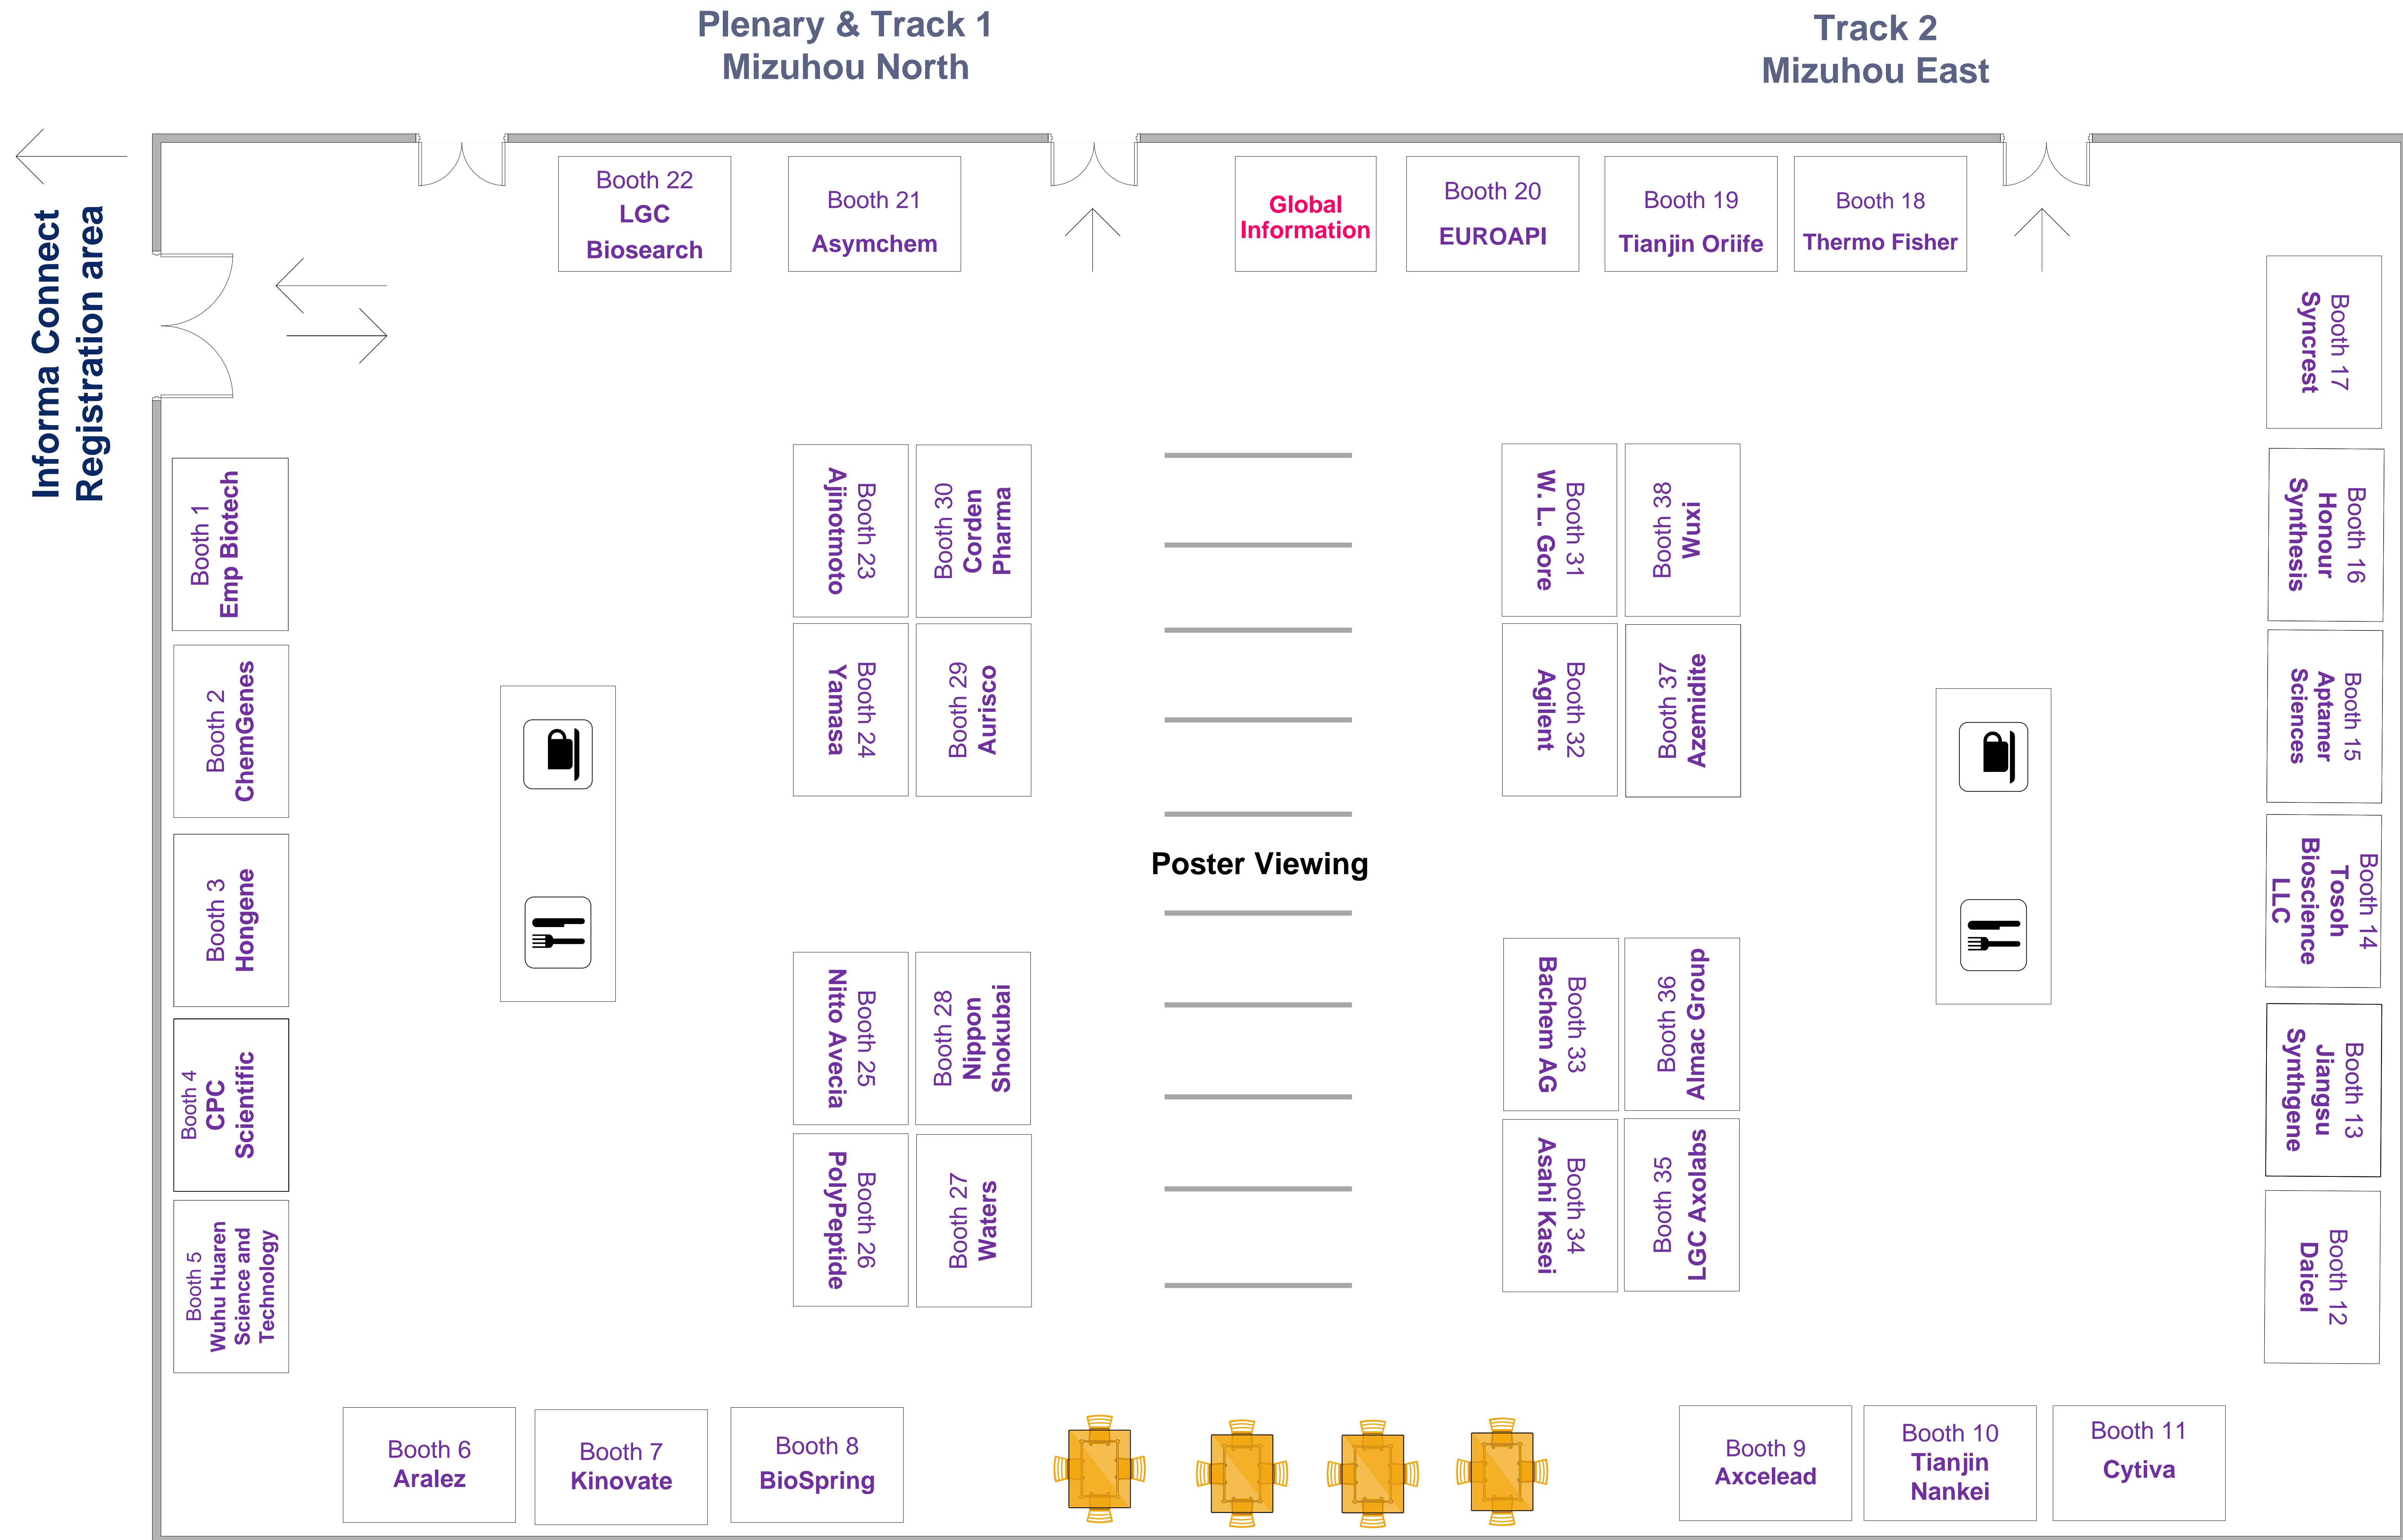 Plenary & Track 1
Mizuhou North
Track 2
Mizuhou East
Informa Connect
Registration area
Booth 22
LGC
Biosearch
Booth 21
Asymchem
Global
Information
Booth 20
EUROAPI
Booth 19
Tianjin Oriife
Booth 18
Thermo Fisher
Booth 17
Syncrest
Booth 1
Emp Biotech
Booth 23
Ajinotmoto
Booth 30
Corden
Pharma
Booth 31
W. L. Gore
Booth 38
Wuxi
Booth 16
Honour
Synthesis
Booth 2
ChemGenes
Booth 24
Yamasa
Booth 29
Aurisco
Booth 32
Agilent
Booth 37
Azemidite
Booth 15
Aptamer
Sciences
Poster Viewing
Booth 3
Hongene
Booth 14
Tosoh
Bioscience
LLC
Booth 4
CPC
Scientific
Booth 25
Nitto Avecia
Booth 28
Nippon
Shokubai
Booth 33
Bachem AG
Booth 36
Almac Group
Booth 13
Jiangsu
Synthgene
Booth 5
Wuhu Huaren
Science and
Technology
Booth 26
PolyPeptide
Booth 27
Waters
Booth 34
Asahi Kasei
Booth 35
LGC Axolabs
Booth 12
Daicel
Booth 6
Aralez
Booth 7
Kinovate
Booth 8
BioSpring
Booth 9
Axcelead
Booth 10
Tianjin
Nankei
Booth 11
Cytiva